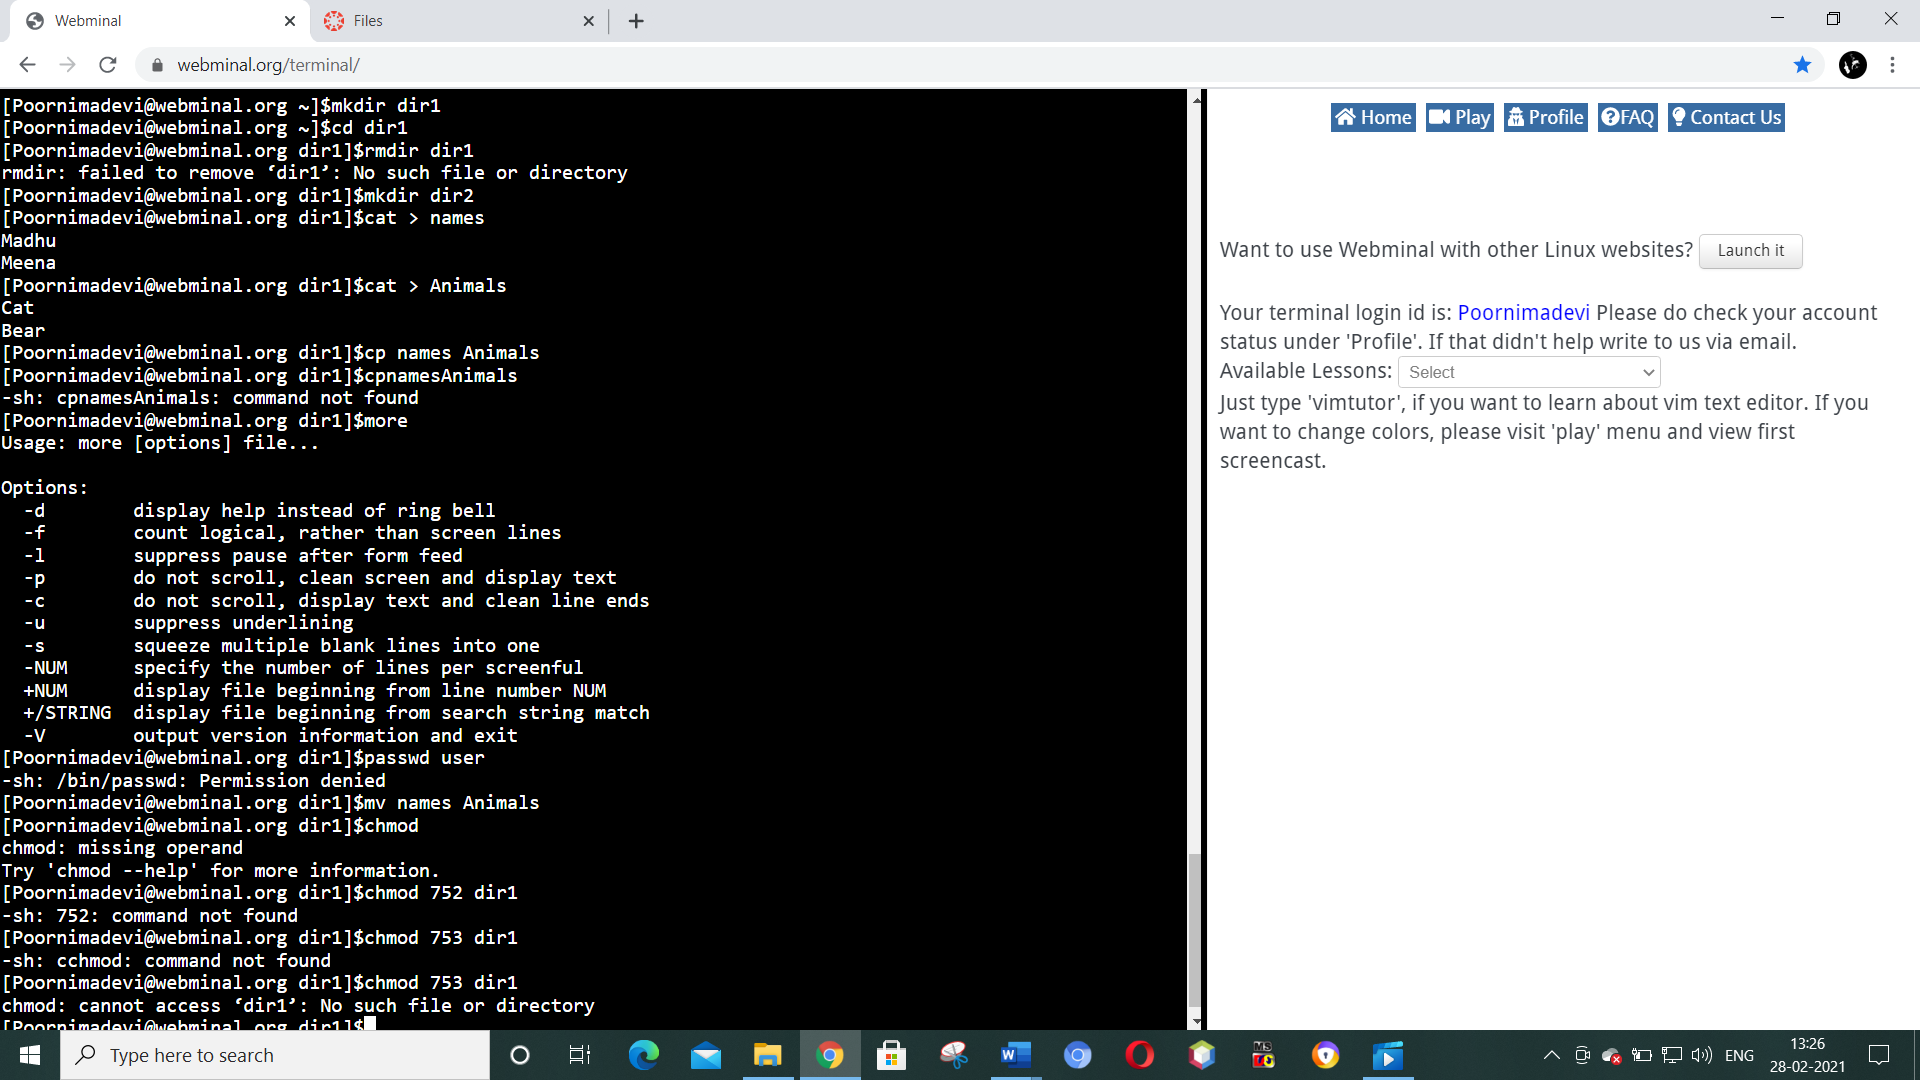 Webminal
Files
webminal.org/terminal/
[Poornimadevi@webminal.org ~]$mkdir dir1
[Poornimadevi@webminal.org ~]$cd dir1
[Poornimadevi@webminal.org dir1]$rmdir dir1
rmdir: failed to remove ‘dir1’: No such file or directory
[Poornimadevi@webminal.org dir1]$mkdir dir2
[Poornimadevi@webminal.org dir1]$cat > names
Madhu
Meena
[Poornimadevi@webminal.org dir1]$cat > Animals
Cat
Bear
[Poornimadevi@webminal.org dir1]$cp names Animals
[Poornimadevi@webminal.org dir1]$cpnamesAnimals
-sh: cpnamesAnimals: command not found
[Poornimadevi@webminal.org dir1]$more
Usage: more [options] file...
Options:
-d display help instead of ring bell
-f count logical, rather than screen lines
-l suppress pause after form feed
-p do not scroll, clean screen and display text
-c do not scroll, display text and clean line ends
-u suppress underlining
-s squeeze multiple blank lines into one
-NUM specify the number of lines per screenful
+NUM display file beginning from line number NUM
+/STRING display file beginning from search string match
-V output version information and exit
[Poornimadevi@webminal.org dir1]$passwd user
-sh: /bin/passwd: Permission denied
[Poornimadevi@webminal.org dir1]$mv names Animals
[Poornimadevi@webminal.org dir1]$chmod
chmod: missing operand
Try 'chmod --help' for more information.
[Poornimadevi@webminal.org dir1]$chmod 752 dir1
-sh: 752: command not found
[Poornimadevi@webminal.org dir1]$chmod 753 dir1
-sh: cchmod: command not found
[Poornimadevi@webminal.org dir1]$chmod 753 dir1
chmod: cannot access ‘dir1’: No such file or directory
[Poornimadevi@webminal.org dir1]$
Home Play Profile FAQ Contact Us
Want to use Webminal with other Linux websites? Launch it
Your terminal login id is: Poornimadevi Please do check your account
status under 'Profile'. If that didn't help write to us via email.
Available Lessons: Select
Just type 'vimtutor', if you want to learn about vim text editor. If you
want to change colors, please visit 'play' menu and view first
screencast.
Type here to search
ENG
13:26
28-02-2021